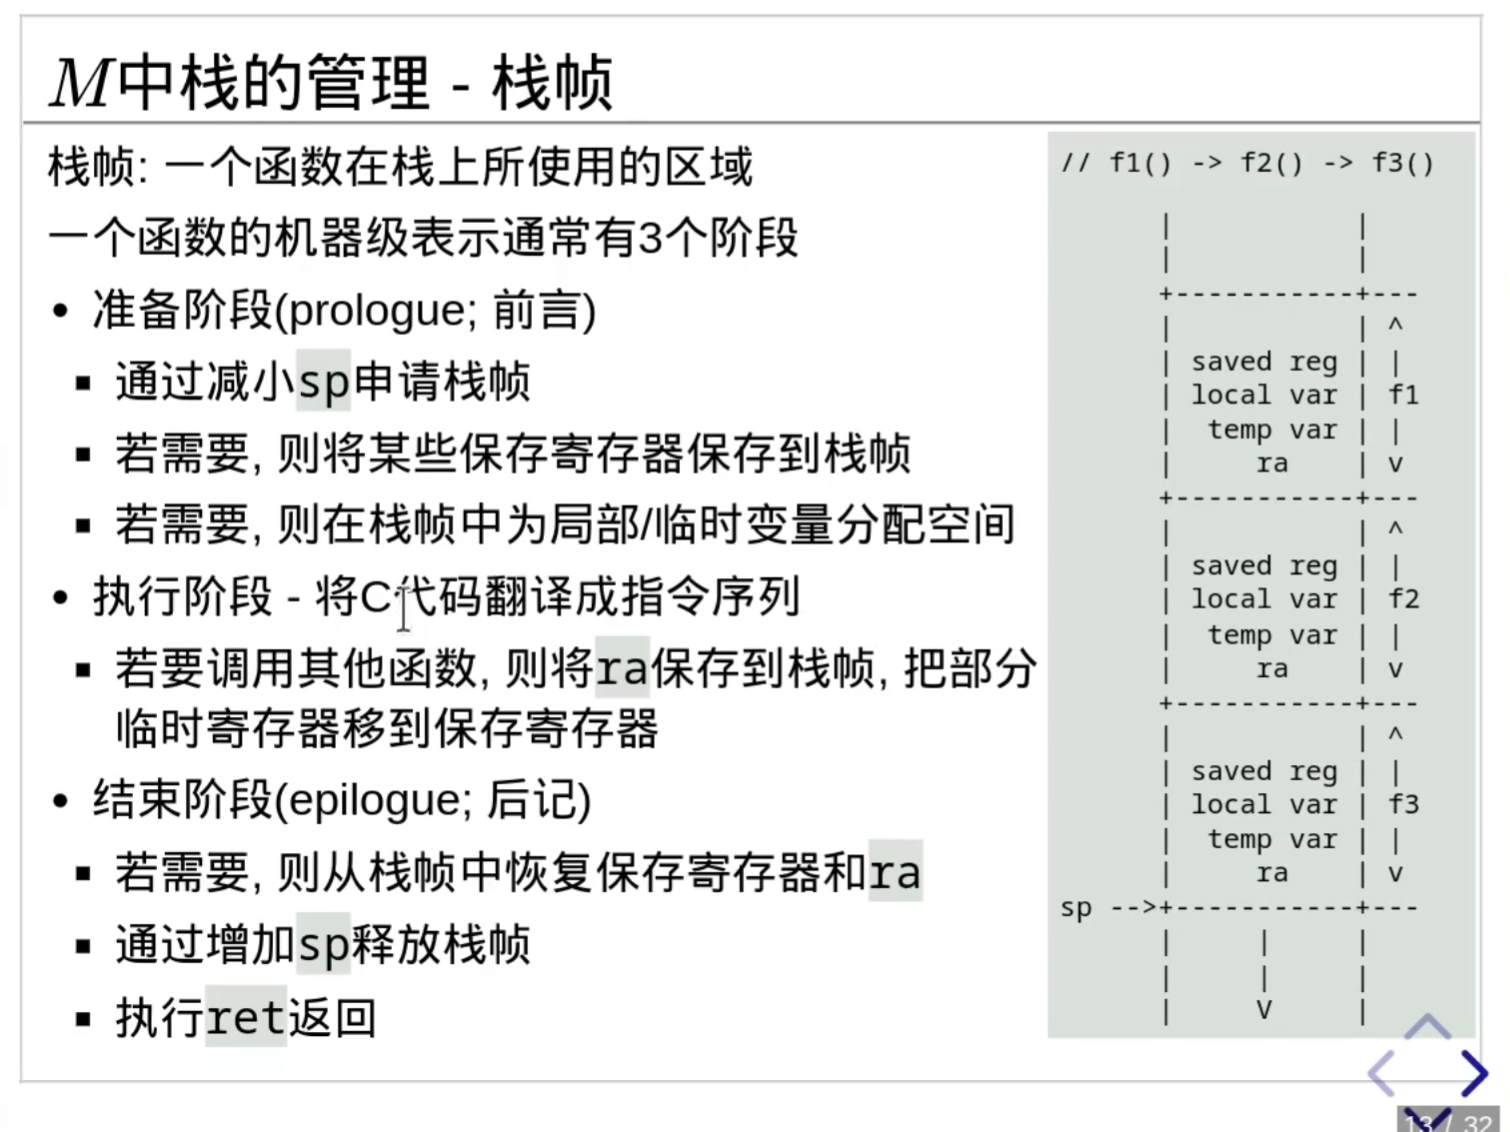 M中栈的管理 - 栈帧
栈帧: 一个函数在栈上所使用的区域
一个函数的机器级表示通常有3个阶段
• 准备阶段(prologue; 前言)
▪ 通过减小sp申请栈帧
▪ 若需要, 则将某些保存寄存器保存到栈帧
▪ 若需要, 则在栈帧中为局部/临时变量分配空间
• 执行阶段 - 将C代码翻译成指令序列
▪ 若要调用其他函数, 则将ra保存到栈帧, 把部分
临时寄存器移到保存寄存器
• 结束阶段(epilogue; 后记)
▪ 若需要, 则从栈帧中恢复保存寄存器和ra
▪ 通过增加sp释放栈帧
▪ 执行ret返回
// f1() -> f2() -> f3()
|           |
|           |
+-----------+---
|           | ^
| saved reg | |
| local var | f1
|  temp var | |
|     ra    | v
+-----------+---
|           | ^
| saved reg | |
| local var | f2
|  temp var | |
|     ra    | v
+-----------+---
|           | ^
| saved reg | |
| local var | f3
|  temp var | |
|     ra    | v
sp -->+-----------+---
|     |     |
|     |     |
|     V     |
13 / 32